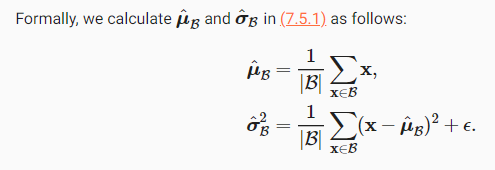 Formally, we calculate μ̂_ℬ and σ̂_ℬ in (7.5.1) as follows:
μ̂_ℬ = 1/|ℬ| ∑_{x∈ℬ} x,
σ̂²_ℬ = 1/|ℬ| ∑_{x∈ℬ} (x − μ̂_ℬ)² + ϵ.